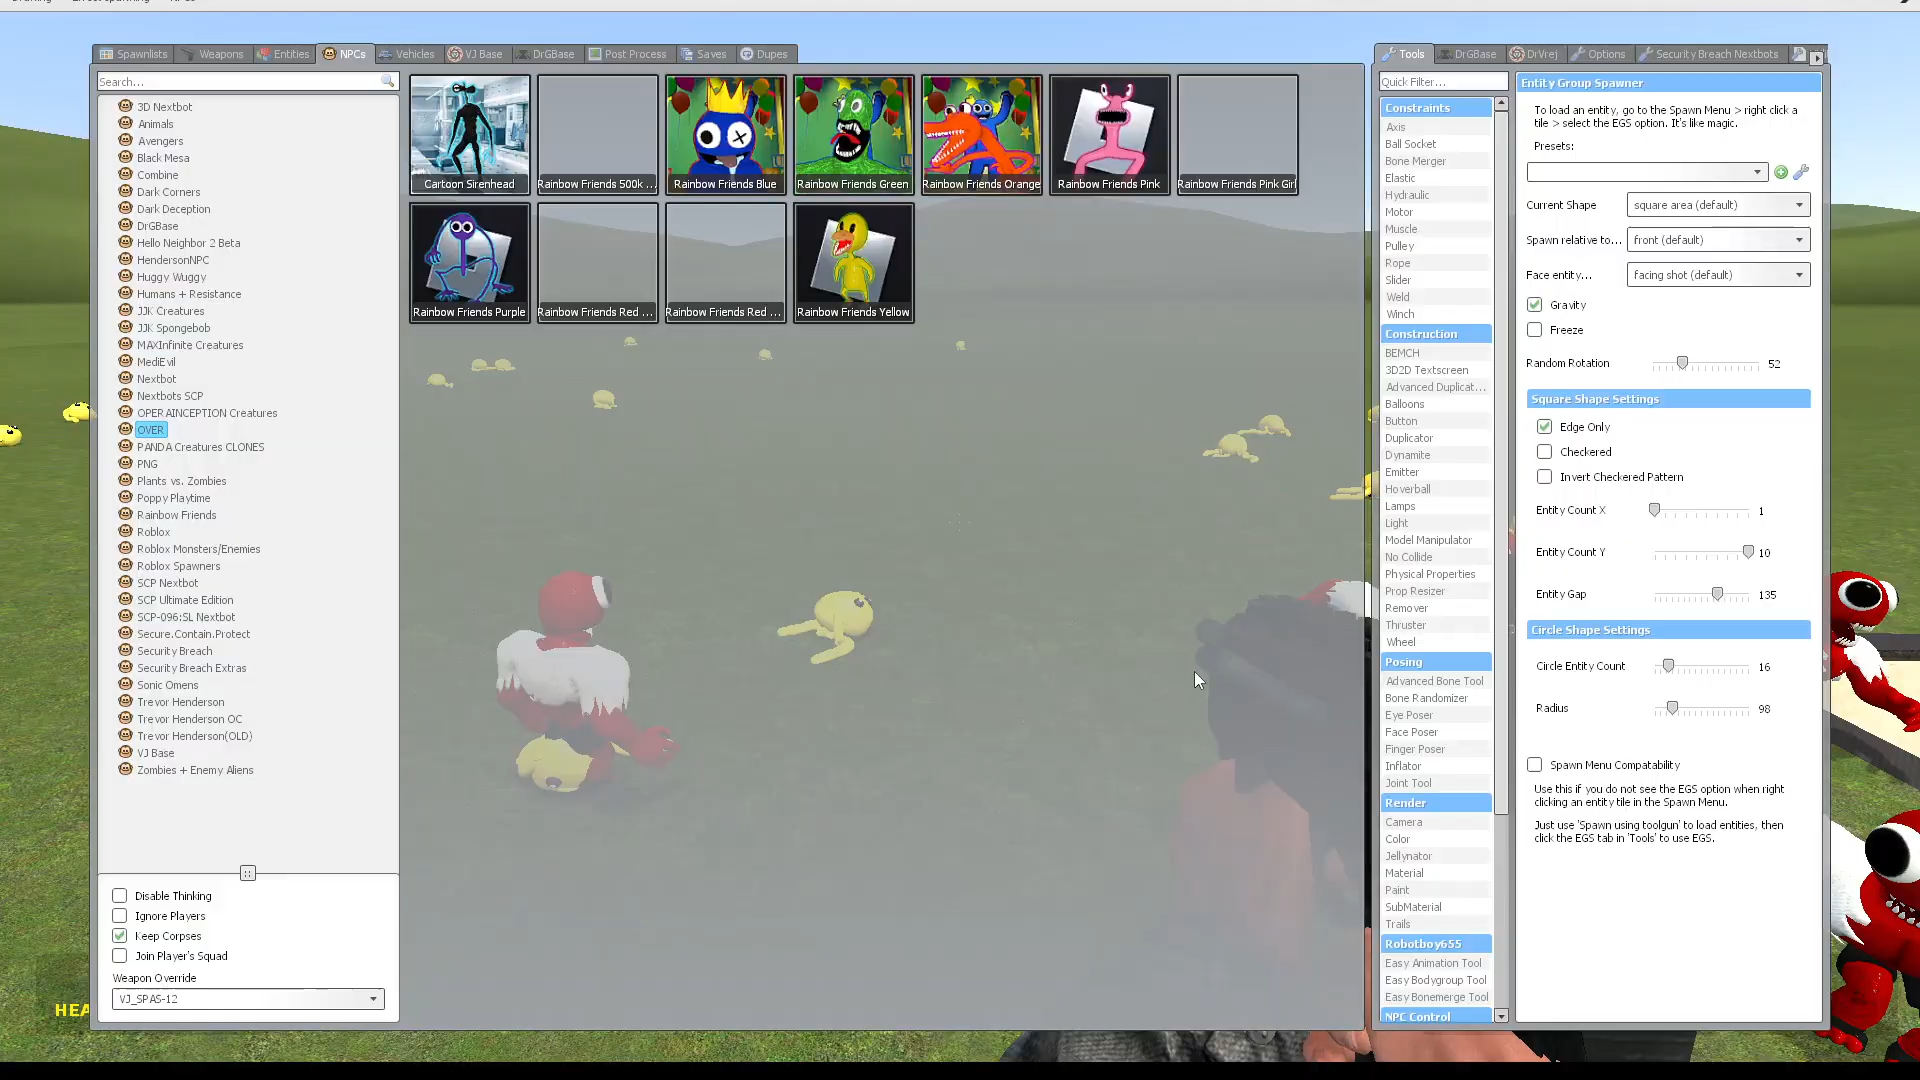 Spawnlists
Weapons
Entities
NPCs
Vehicles
VJ Base
DrGBase
Post Process
Saves
Dupes
Search...
3D Nextbot
Animals
Avengers
Black Mesa
Combine
Dark Corners
Dark Deception
DrGBase
Hello Neighbor 2 Beta
HendersonNPC
Huggy Wuggy
Humans + Resistance
JJK Creatures
JJK Spongebob
MAXInfinite Creatures
MediEvil
Nextbot
Nextbots SCP
OPERAINCEPTION Creatures
OVER
PANDA Creatures CLONES
PNG
Plants vs. Zombies
Poppy Playtime
Rainbow Friends
Roblox
Roblox Monsters/Enemies
Roblox Spawners
SCP Nextbot
SCP Ultimate Edition
SCP-096:SL Nextbot
Secure.Contain.Protect
Security Breach
Security Breach Extras
Sonic Omens
Trevor Henderson
Trevor Henderson OC
Trevor Henderson(OLD)
VJ Base
Zombies + Enemy Aliens
Disable Thinking
Ignore Players
Keep Corpses
Join Player's Squad
Weapon Override
VJ_SPAS-12
HEA
Cartoon Sirenhead
Rainbow Friends 500k ...
Rainbow Friends Blue
Rainbow Friends Green
Rainbow Friends Orange
Rainbow Friends Pink
Rainbow Friends Pink Girl
Rainbow Friends Purple
Rainbow Friends Red ...
Rainbow Friends Red ...
Rainbow Friends Yellow
Tools
DrGBase
DrVrej
Options
Security Breach Nextbots
Quick Filter...
Constraints
Axis
Ball Socket
Bone Merger
Elastic
Hydraulic
Motor
Muscle
Pulley
Rope
Slider
Weld
Winch
Construction
BEMCH
3D2D Textscreen
Advanced Duplicat...
Balloons
Button
Duplicator
Dynamite
Emitter
Hoverball
Lamps
Light
Model Manipulator
No Collide
Physical Properties
Prop Resizer
Remover
Thruster
Wheel
Posing
Advanced Bone Tool
Bone Randomizer
Eye Poser
Face Poser
Finger Poser
Inflator
Joint Tool
Render
Camera
Color
Jellynator
Material
Paint
SubMaterial
Trails
Robotboy655
Easy Animation Tool
Easy Bodygroup Tool
Easy Bonemerge Tool
NPC Control
Entity Group Spawner
To load an entity, go to the Spawn Menu > right click a
tile > select the EGS option. It's like magic.
Presets:
Current Shape square area (default)
Spawn relative to... front (default)
Face entity... facing shot (default)
Gravity
Freeze
Random Rotation 52
Square Shape Settings
Edge Only
Checkered
Invert Checkered Pattern
Entity Count X 1
Entity Count Y 10
Entity Gap 135
Circle Shape Settings
Circle Entity Count 16
Radius 98
Spawn Menu Compatability
Use this if you do not see the EGS option when right
clicking an entity tile in the Spawn Menu.
Just use 'Spawn using toolgun' to load entities, then
click the EGS tab in 'Tools' to use EGS.